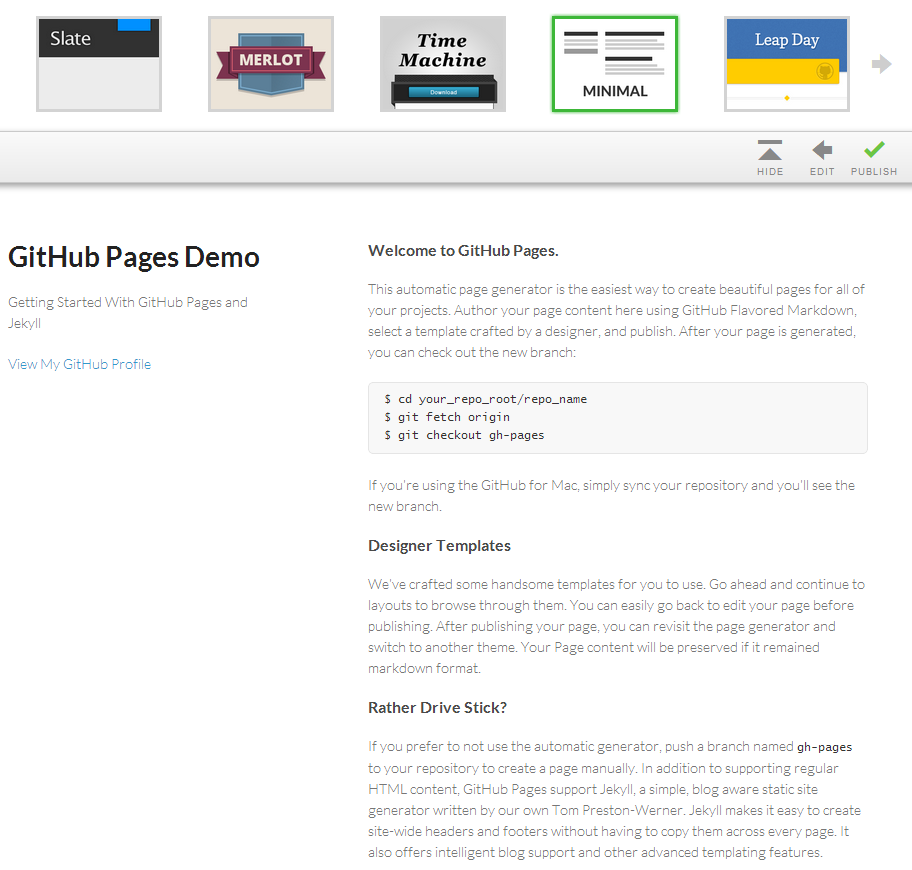 Slate
MERLOT
Time
Machine
Download
MINIMAL
Leap Day
HIDE
EDIT
PUBLISH
GitHub Pages Demo
Getting Started With GitHub Pages and
Jekyll
View My GitHub Profile
Welcome to GitHub Pages.
This automatic page generator is the easiest way to create beautiful pages for all of
your projects. Author your page content here using GitHub Flavored Markdown,
select a template crafted by a designer, and publish. After your page is generated,
you can check out the new branch:
$ cd your_repo_root/repo_name
$ git fetch origin
$ git checkout gh-pages
If you're using the GitHub for Mac, simply sync your repository and you'll see the
new branch.
Designer Templates
We've crafted some handsome templates for you to use. Go ahead and continue to
layouts to browse through them. You can easily go back to edit your page before
publishing. After publishing your page, you can revisit the page generator and
switch to another theme. Your Page content will be preserved if it remained
markdown format.
Rather Drive Stick?
If you prefer to not use the automatic generator, push a branch named gh-pages
to your repository to create a page manually. In addition to supporting regular
HTML content, GitHub Pages support Jekyll, a simple, blog aware static site
generator written by our own Tom Preston-Werner. Jekyll makes it easy to create
site-wide headers and footers without having to copy them across every page. It
also offers intelligent blog support and other advanced templating features.